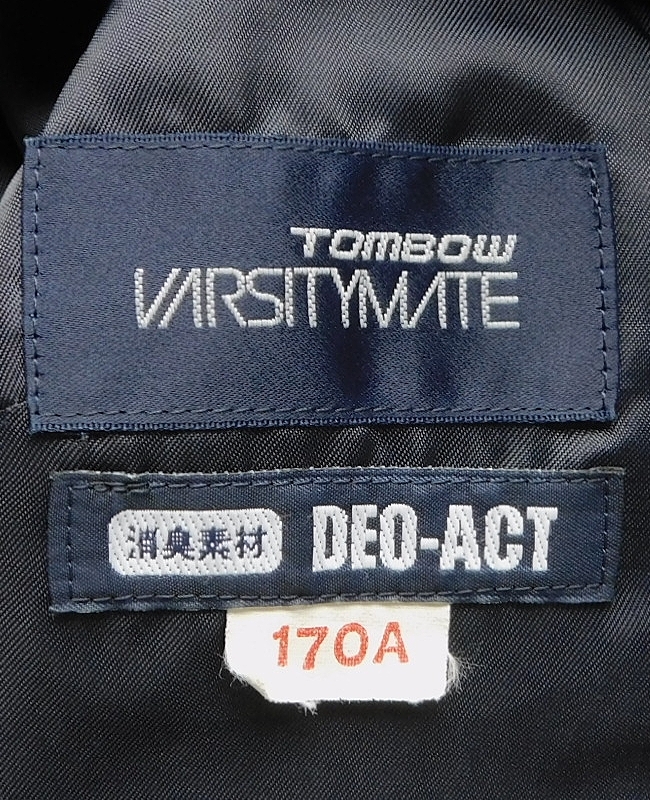 TOMBOW
VARSITYMATE
消臭素材 DEO-ACT
170A